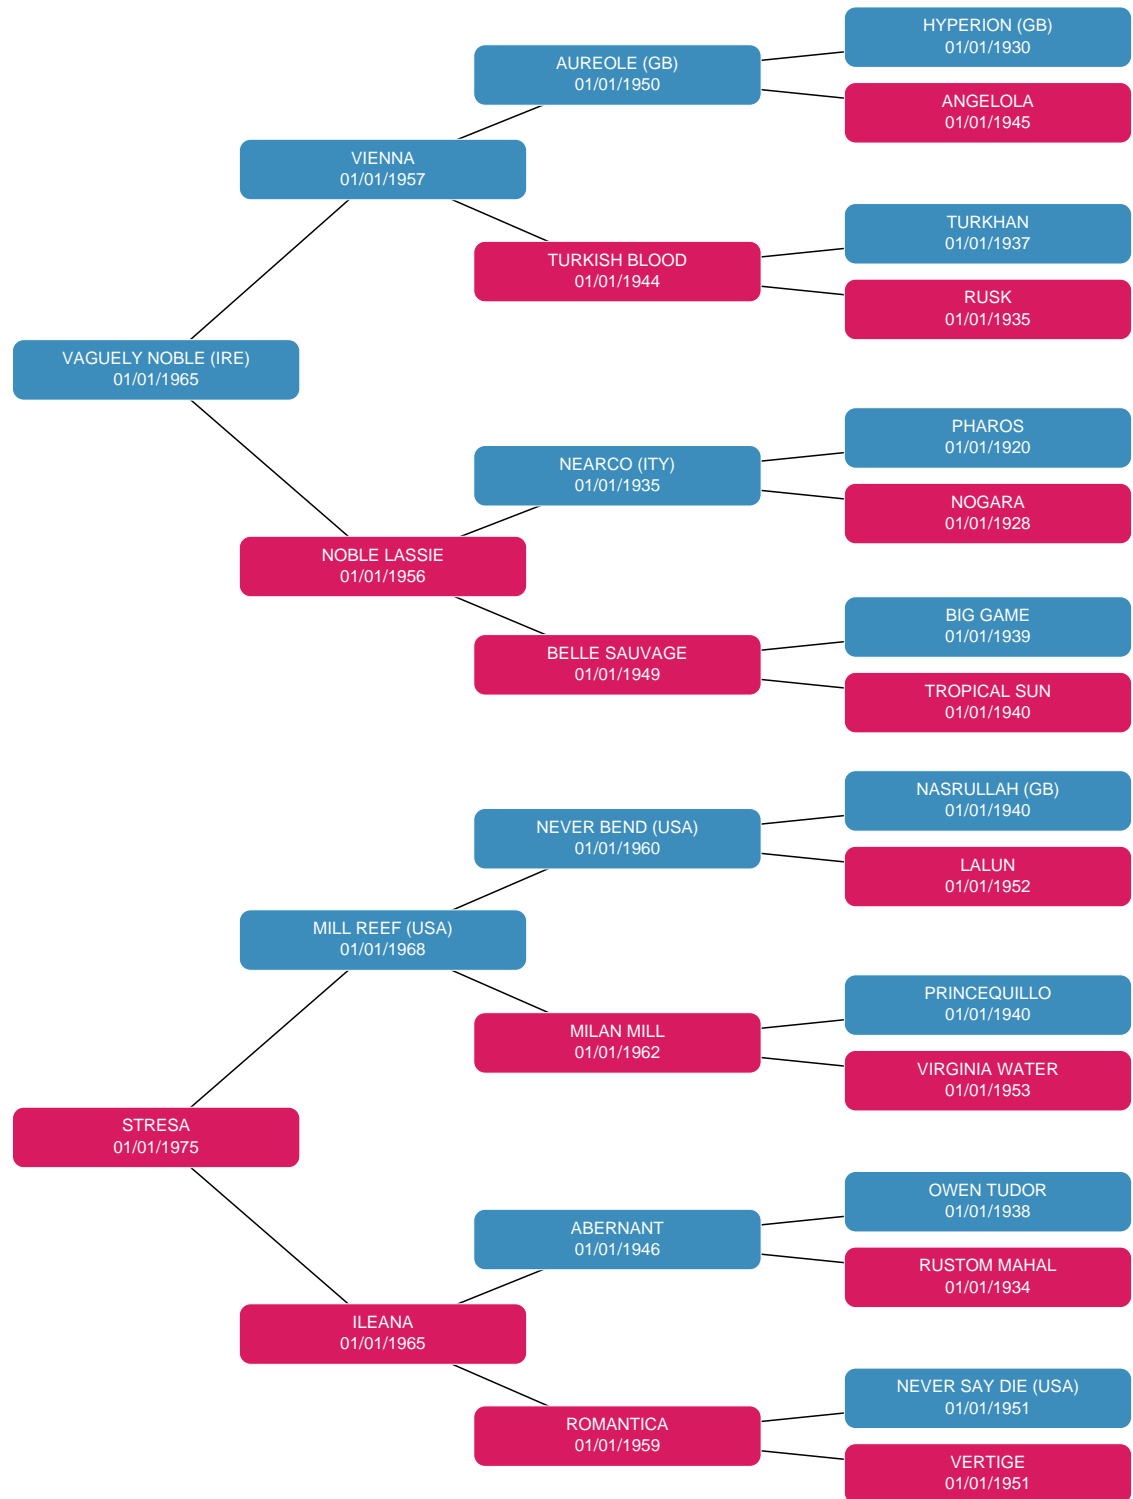 HYPERION (GB)
01/01/1930
AUREOLE (GB)
01/01/1950
ANGELOLA
01/01/1945
VIENNA
01/01/1957
TURKHAN
01/01/1937
TURKISH BLOOD
01/01/1944
RUSK
01/01/1935
VAGUELY NOBLE (IRE)
01/01/1965
PHAROS
01/01/1920
NEARCO (ITY)
01/01/1935
NOGARA
01/01/1928
NOBLE LASSIE
01/01/1956
BIG GAME
01/01/1939
BELLE SAUVAGE
01/01/1949
TROPICAL SUN
01/01/1940
NASRULLAH (GB)
01/01/1940
NEVER BEND (USA)
01/01/1960
LALUN
01/01/1952
MILL REEF (USA)
01/01/1968
PRINCEQUILLO
01/01/1940
MILAN MILL
01/01/1962
VIRGINIA WATER
01/01/1953
STRESA
01/01/1975
OWEN TUDOR
01/01/1938
ABERNANT
01/01/1946
RUSTOM MAHAL
01/01/1934
ILEANA
01/01/1965
NEVER SAY DIE (USA)
01/01/1951
ROMANTICA
01/01/1959
VERTIGE
01/01/1951